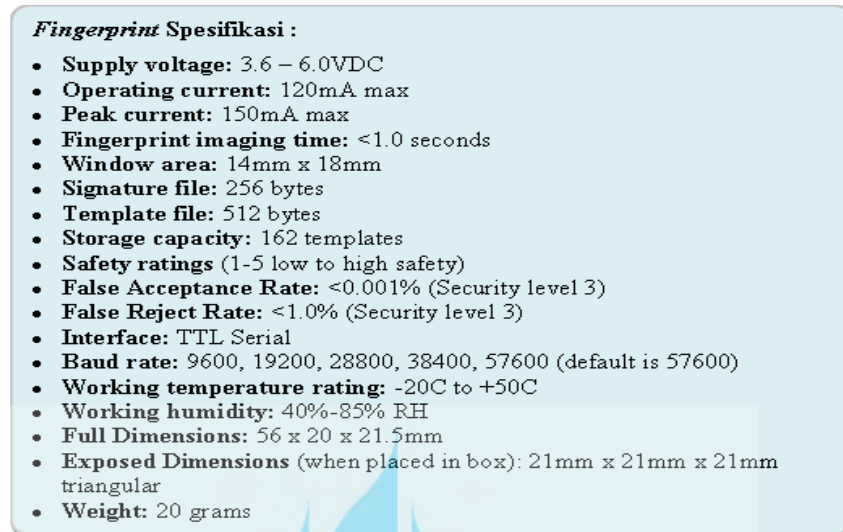 Fingerprint Spesifikasi :
• Supply voltage: 3.6 – 6.0VDC
• Operating current: 120mA max
• Peak current: 150mA max
• Fingerprint imaging time: <1.0 seconds
• Window area: 14mm x 18mm
• Signature file: 256 bytes
• Template file: 512 bytes
• Storage capacity: 162 templates
• Safety ratings (1-5 low to high safety)
• False Acceptance Rate: <0.001% (Security level 3)
• False Reject Rate: <1.0% (Security level 3)
• Interface: TTL Serial
• Baud rate: 9600, 19200, 28800, 38400, 57600 (default is 57600)
• Working temperature rating: -20C to +50C
• Working humidity: 40%-85% RH
• Full Dimensions: 56 x 20 x 21.5mm
• Exposed Dimensions (when placed in box): 21mm x 21mm x 21mm
triangular
• Weight: 20 grams